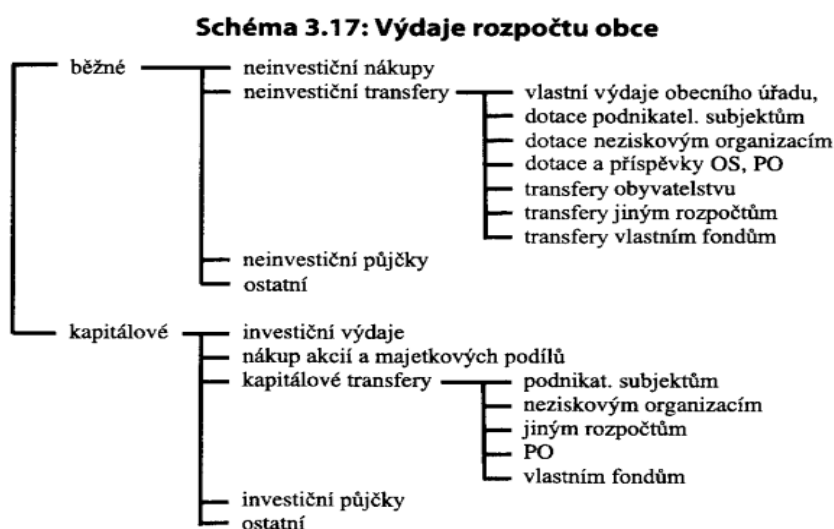 Schéma 3.17: Výdaje rozpočtu obce
běžné
neinvestiční nákupy
neinvestiční transfery
vlastní výdaje obecního úřadu,
dotace podnikatel. subjektům
dotace neziskovým organizacím
dotace a příspěvky OS, PO
transfery obyvatelstvu
transfery jiným rozpočtům
transfery vlastním fondům
neinvestiční půjčky
ostatní
kapitálové
investiční výdaje
nákup akcií a majetkových podílů
kapitálové transfery
podnikat. subjektům
neziskovým organizacím
jiným rozpočtům
PO
vlastním fondům
investiční půjčky
ostatní